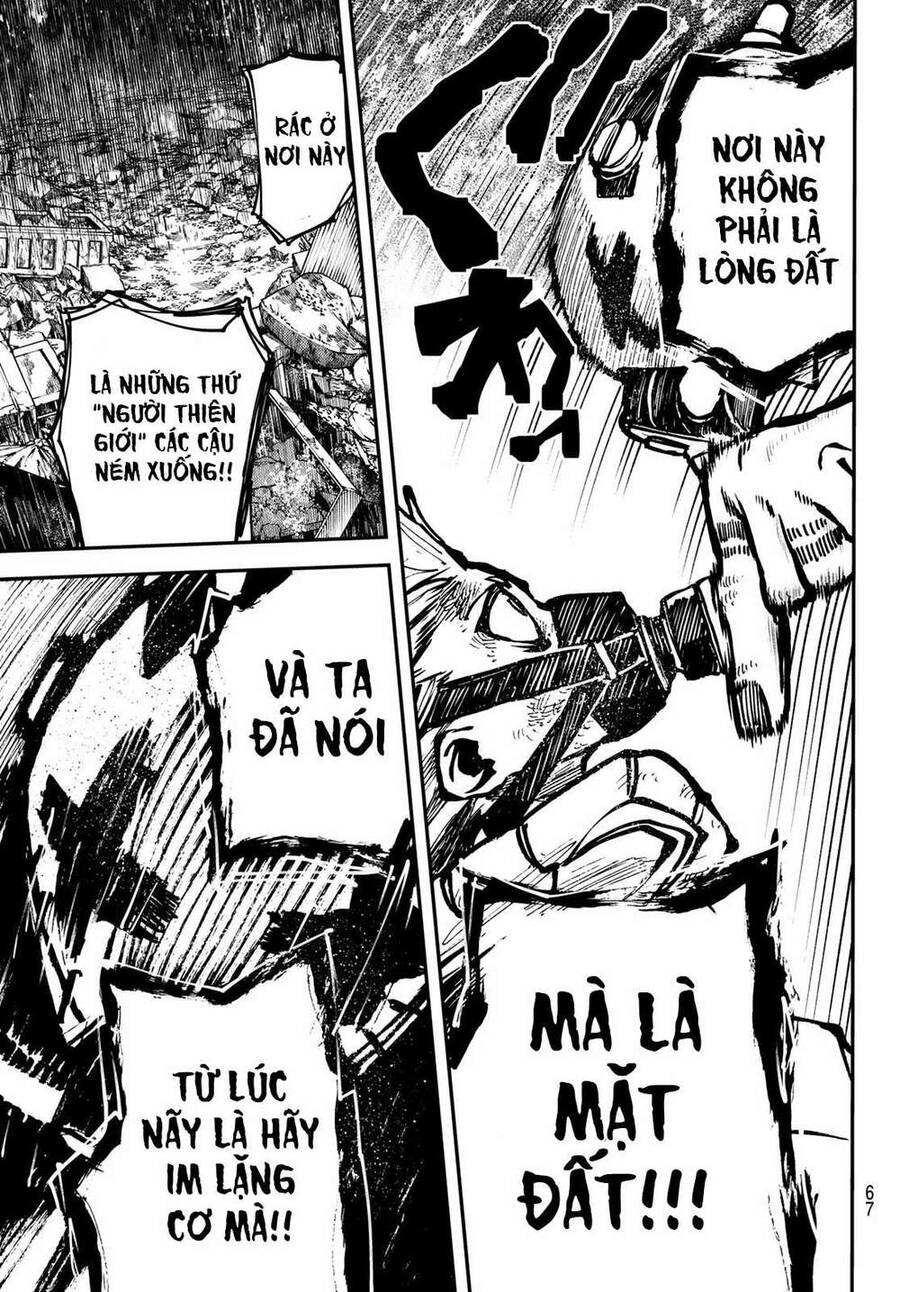 NƠI NÀY
KHÔNG
PHẢI LÀ
LÒNG ĐẤT
MÀ LÀ
MẶT
ĐẤT!!!
RÁC Ở
NƠI NÀY
LÀ NHỮNG THỨ
"NGƯỜI THIÊN
GIỚI" CÁC CẬU
NÉM XUỐNG!!
VÀ TA
ĐÃ NÓI
TỪ LÚC
NÃY LÀ HÃY
IM LẶNG
CƠ MÀ!!
67